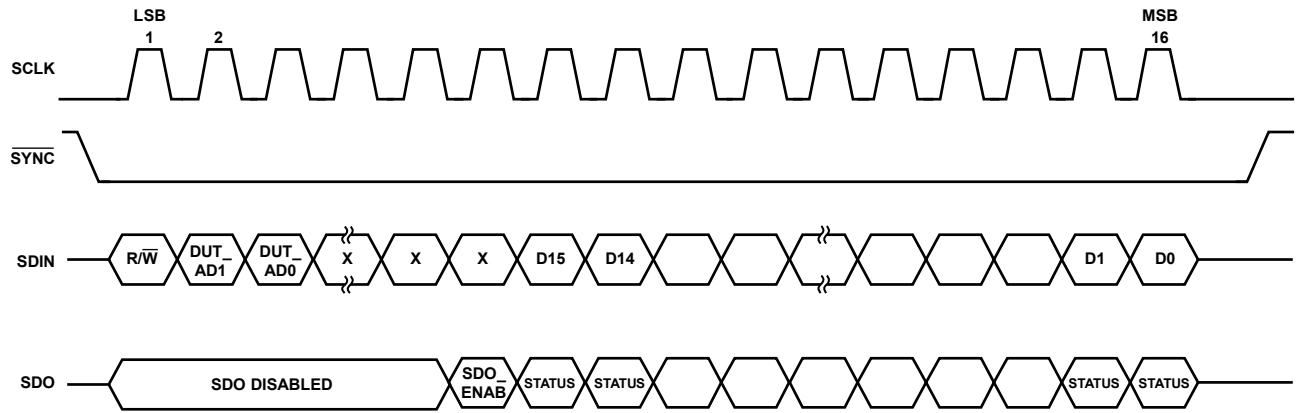 LSB MSB
1 2 16
SCLK
SYNC
R/W DUT_ AD1 DUT_ AD0 X X X D15 D14 D1 D0
SDIN
SDO DISABLED SDO_ ENAB STATUS STATUS STATUS STATUS
SDO